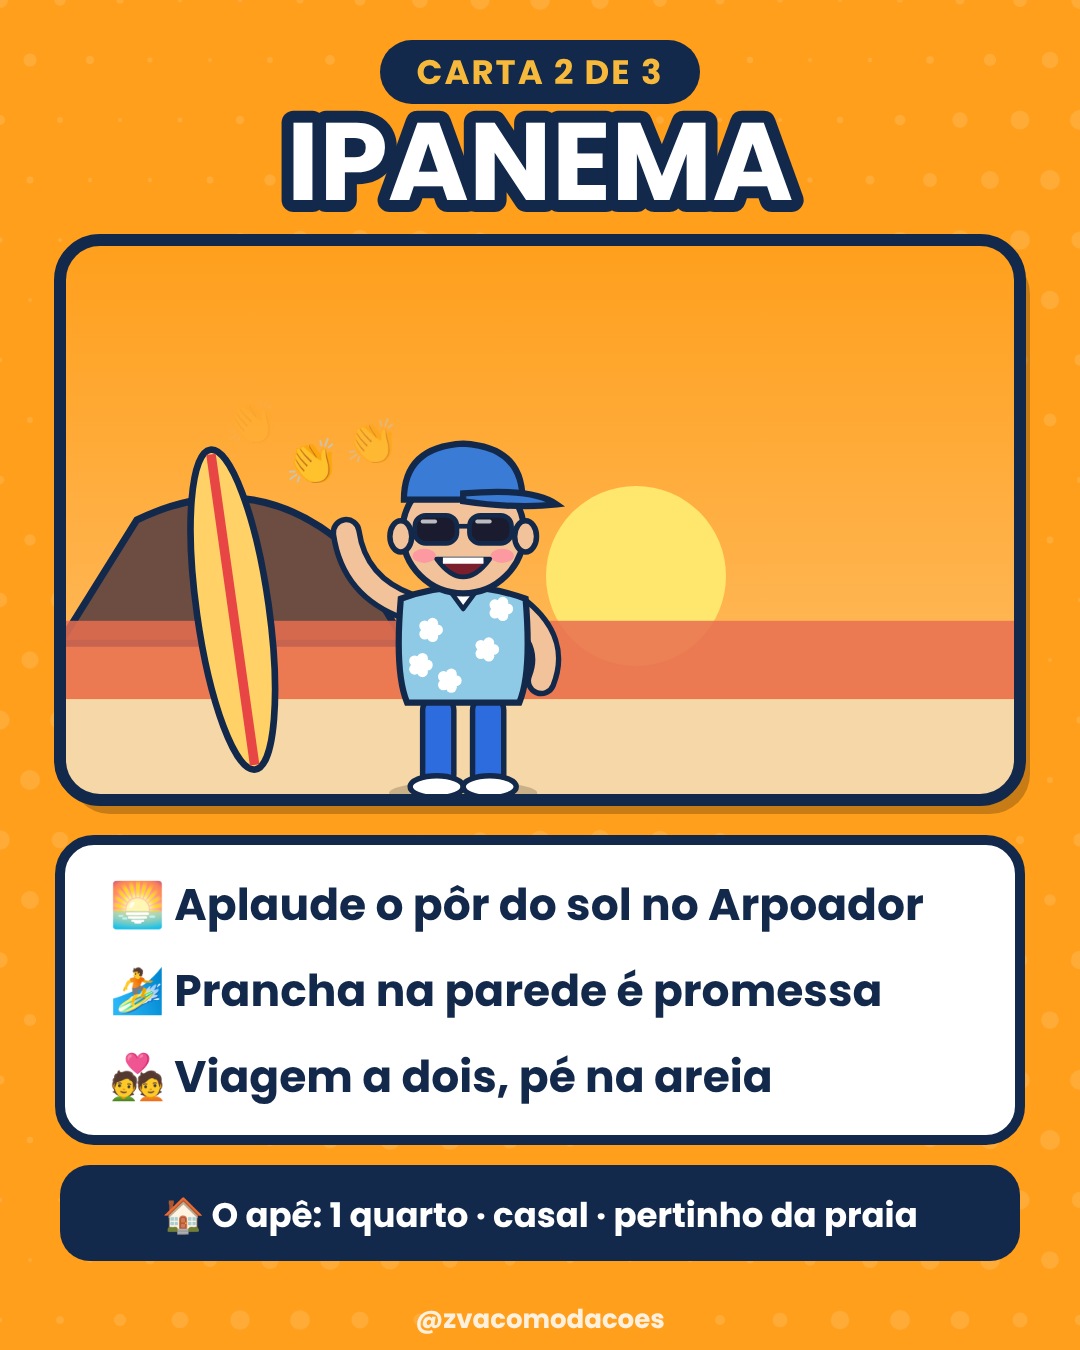 CARTA 2 DE 3
IPANEMA
Aplaude o pôr do sol no Arpoador
Prancha na parede é promessa
Viagem a dois, pé na areia
O apê: 1 quarto · casal · pertinho da praia
@zvacomodacoes